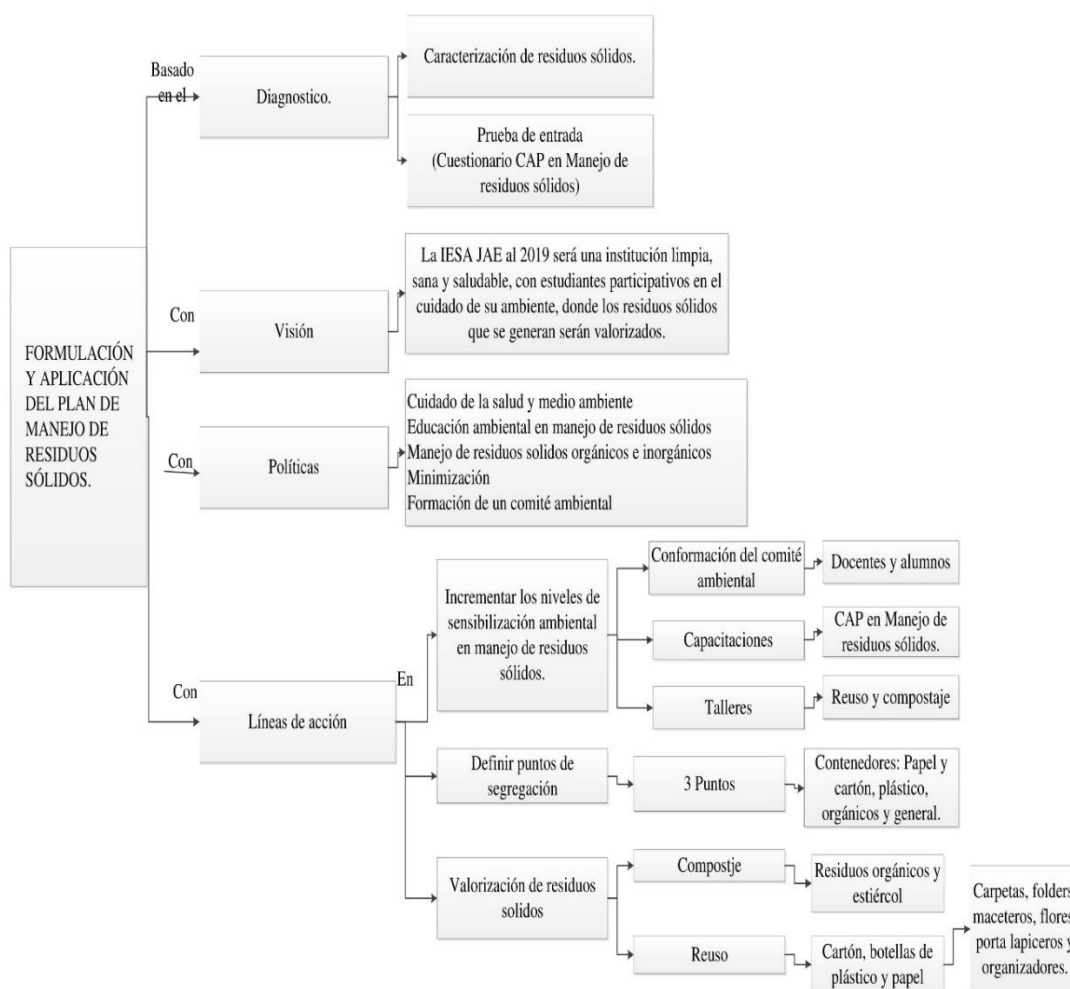 Basado
en el
Diagnostico.
Caracterización de residuos sólidos.
Prueba de entrada
(Cuestionario CAP en Manejo de
residuos sólidos)
FORMULACIÓN
Y APLICACIÓN
DEL PLAN DE
MANEJO DE
RESIDUOS
SÓLIDOS.
Con
Visión
La IESA JAE al 2019 será una institución limpia,
sana y saludable, con estudiantes participativos en el
cuidado de su ambiente, donde los residuos sólidos
que se generan serán valorizados.
Con
Políticas
Cuidado de la salud y medio ambiente
Educación ambiental en manejo de residuos sólidos
Manejo de residuos solidos orgánicos e inorgánicos
Minimización
Formación de un comité ambiental
Con
Líneas de acción
En
Incrementar los niveles de
sensibilización ambiental
en manejo de residuos
sólidos.
Conformación del comité
ambiental
Docentes y alumnos
Capacitaciones
CAP en Manejo de
residuos sólidos.
Talleres
Reuso y compostaje
Definir puntos de
segregación
3 Puntos
Contenedores: Papel y
cartón, plástico,
orgánicos y general.
Valorización de residuos
solidos
Compostje
Residuos orgánicos y
estiércol
Reuso
Cartón, botellas de
plástico y papel
Carpetas, folders
maceteros, flores
porta lapiceros y
organizadores.